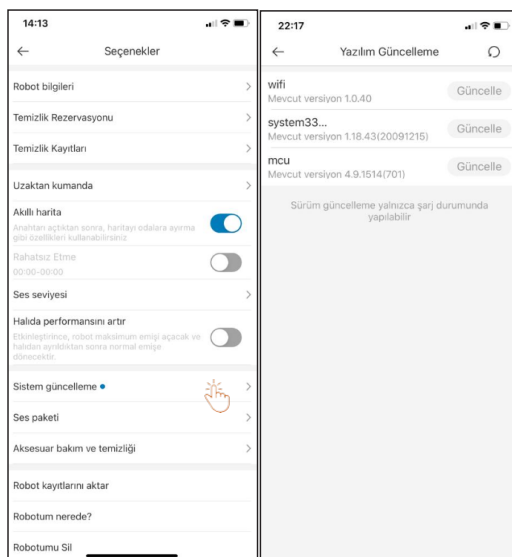 14:13
Seçenekler
Robot bilgileri
Temizlik Rezervasyonu
Temizlik Kayıtları
Uzaktan kumanda
Akıllı harita
Anahtarı açtıktan sonra, haritayı odalara ayırma
gibi özellikleri kullanabilirsiniz
Rahatsız Etme
00:00-00:00
Ses seviyesi
Halıda performansını artır
Etkinleştirince, robot maksimum emişi açacak ve
halıdan ayrıldıktan sonra normal emişe
dönecektir.
Sistem güncelleme
Ses paketi
Aksesuar bakım ve temizliği
Robot kayıtlarını aktar
Robotum nerede?
Robotumu Sil
22:17
Yazılım Güncelleme
wifi
Mevcut versiyon 1.0.40
Güncelle
system33...
Mevcut versiyon 1.18.43(20091215)
Güncelle
mcu
Mevcut versiyon 4.9.1514(701)
Güncelle
Sürüm güncelleme yalnızca şarj durumunda
yapılabilir